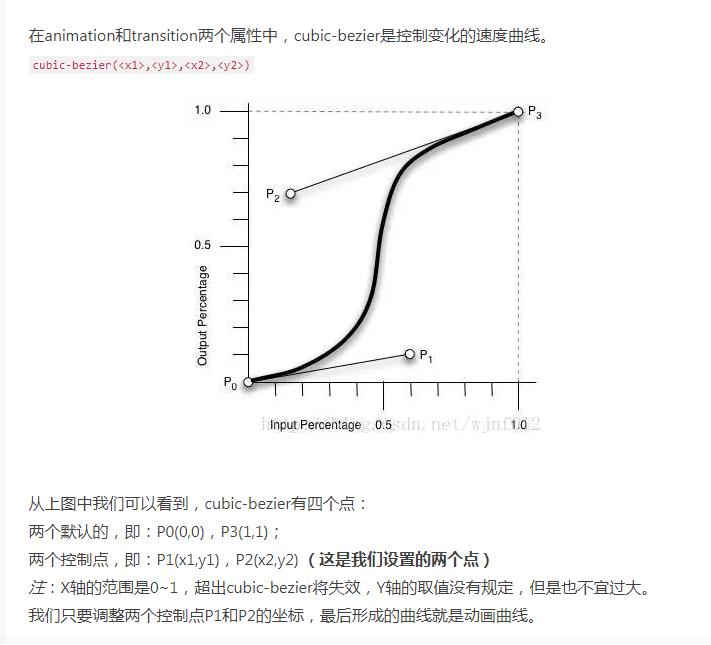 在animation和transition两个属性中，cubic-bezier是控制变化的速度曲线。
cubic-bezier(<x1>,<y1>,<x2>,<y2>)
1.0
P3
P2
0.5
Output Percentage
P1
P0
Input Percentage 0.5 1.0
从上图中我们可以看到，cubic-bezier有四个点：
两个默认的，即：P0(0,0)，P3(1,1)；
两个控制点，即：P1(x1,y1)，P2(x2,y2)（这是我们设置的两个点）
注：X轴的范围是0~1，超出cubic-bezier将失效，Y轴的取值没有规定，但是也不宜过大。
我们只要调整两个控制点P1和P2的坐标，最后形成的曲线就是动画曲线。